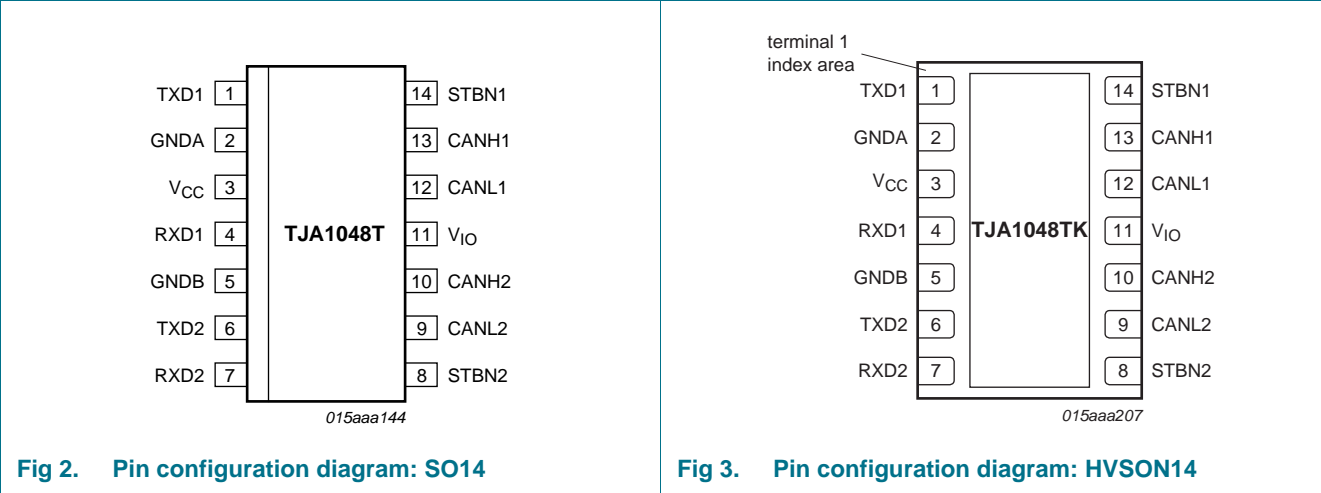 TXD1 1 14 STBN1
GNDA 2 13 CANH1
VCC 3 12 CANL1
RXD1 4 TJA1048T 11 VIO
GNDB 5 10 CANH2
TXD2 6 9 CANL2
RXD2 7 8 STBN2
015aaa144
Fig 2. Pin configuration diagram: SO14
terminal 1
index area
TXD1 1 14 STBN1
GNDA 2 13 CANH1
VCC 3 12 CANL1
RXD1 4 TJA1048TK 11 VIO
GNDB 5 10 CANH2
TXD2 6 9 CANL2
RXD2 7 8 STBN2
015aaa207
Fig 3. Pin configuration diagram: HVSON14